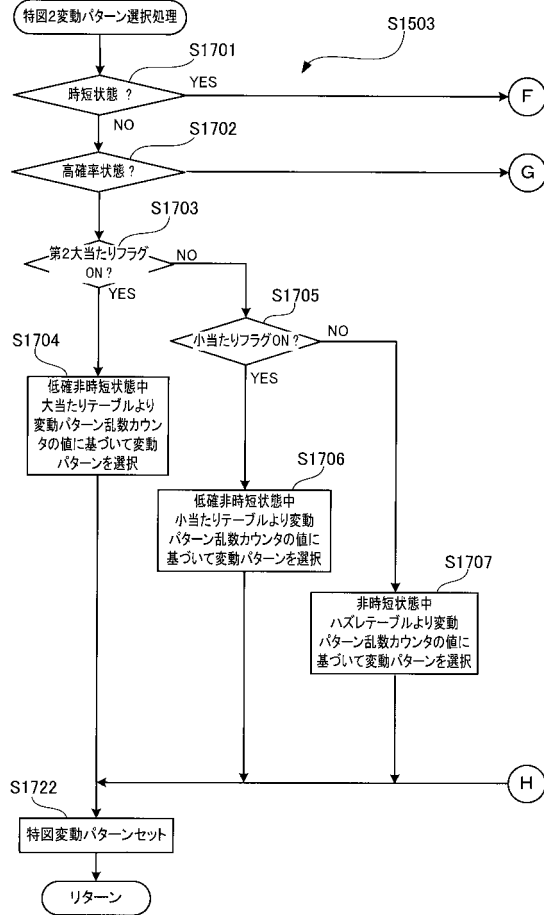 特図2変動パターン選択処理
S1503
S1701
時短状態？
YES
F
NO
S1702
高確率状態？
G
S1703
第2大当たりフラグ
ON？
NO
YES
S1705
小当たりフラグON？
NO
YES
S1704
低確非時短状態中
大当たりテーブルより
変動パターン乱数カウン
タの値に基づいて変動
パターンを選択
S1706
低確非時短状態中
小当たりテーブルより変動
パターン乱数カウンタの値に
基づいて変動パターンを選択
S1707
非時短状態中
ハズレテーブルより変動
パターン乱数カウンタの値に
基づいて変動パターンを選択
H
S1722
特図変動パターンセット
リターン